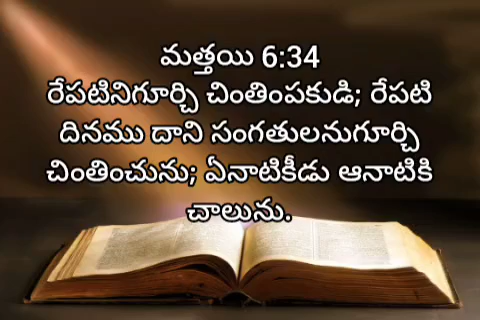 మత్తయి 6:34
రేపటినిగూర్చి చింతింపకుడి; రేపటి
దినము దాని సంగతులనుగూర్చి
చింతించును; ఏనాటికీడు ఆనాటికి
చాలును.